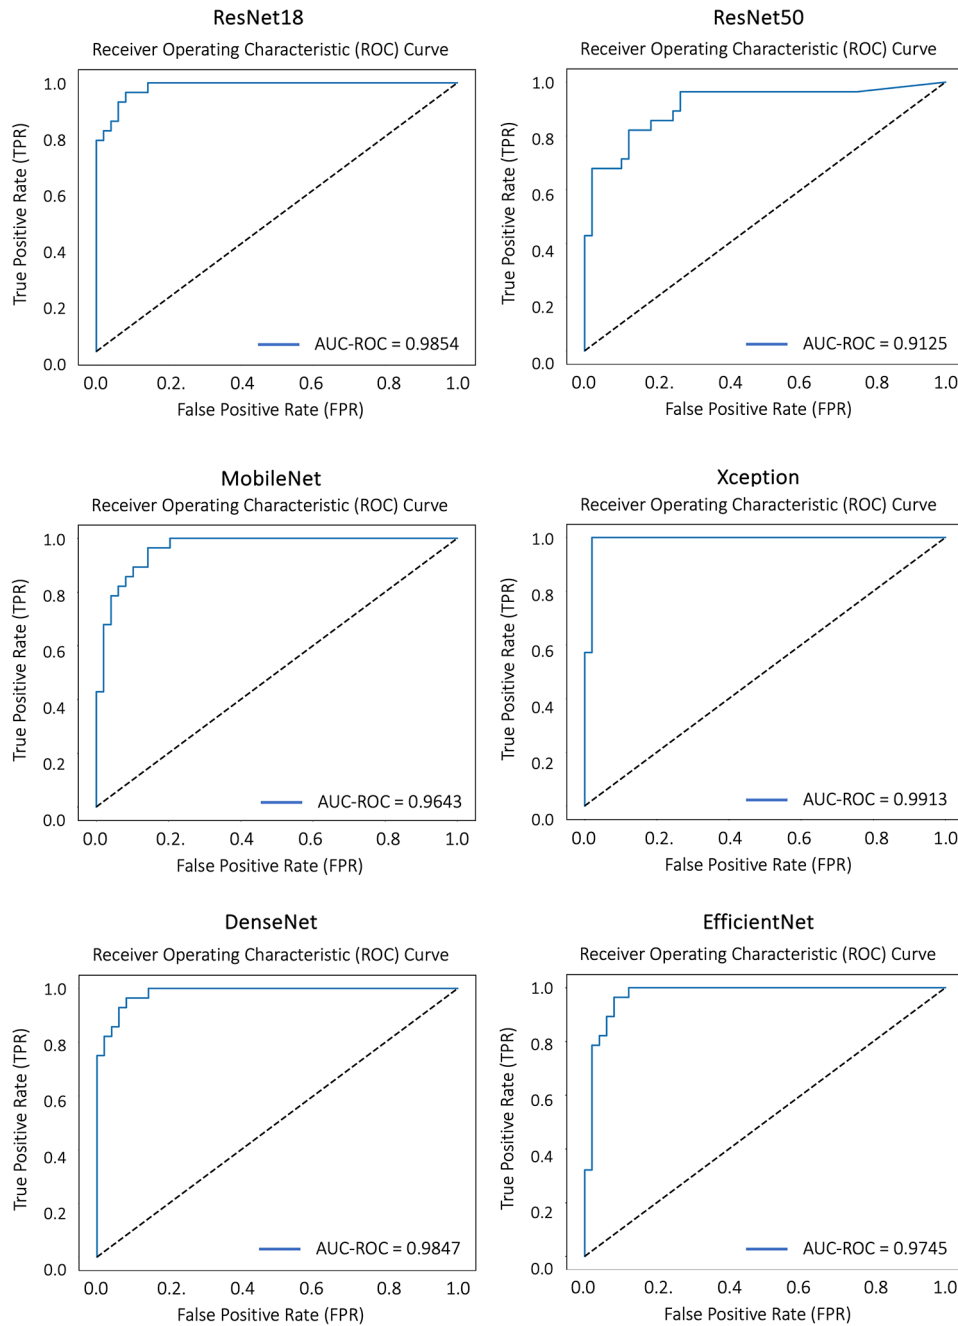 ResNet18
Receiver Operating Characteristic (ROC) Curve
True Positive Rate (TPR)
1.0
0.8
0.6
0.4
0.2
0.0
AUC-ROC = 0.9854
0.0 0.2. 0.4 0.6 0.8 1.0
False Positive Rate (FPR)
ResNet50
Receiver Operating Characteristic (ROC) Curve
True Positive Rate (TPR)
1.0
0.8
0.6
0.4
0.2
0.0
AUC-ROC = 0.9125
0.0 0.2. 0.4 0.6 0.8 1.0
False Positive Rate (FPR)
MobileNet
Receiver Operating Characteristic (ROC) Curve
True Positive Rate (TPR)
1.0
0.8
0.6
0.4
0.2
0.0
AUC-ROC = 0.9643
0.0 0.2. 0.4 0.6 0.8 1.0
False Positive Rate (FPR)
Xception
Receiver Operating Characteristic (ROC) Curve
True Positive Rate (TPR)
1.0
0.8
0.6
0.4
0.2
0.0
AUC-ROC = 0.9913
0.0 0.2. 0.4 0.6 0.8 1.0
False Positive Rate (FPR)
DenseNet
Receiver Operating Characteristic (ROC) Curve
True Positive Rate (TPR)
1.0
0.8
0.6
0.4
0.2
0.0
AUC-ROC = 0.9847
0.0 0.2. 0.4 0.6 0.8 1.0
False Positive Rate (FPR)
EfficientNet
Receiver Operating Characteristic (ROC) Curve
True Positive Rate (TPR)
1.0
0.8
0.6
0.4
0.2
0.0
AUC-ROC = 0.9745
0.0 0.2. 0.4 0.6 0.8 1.0
False Positive Rate (FPR)